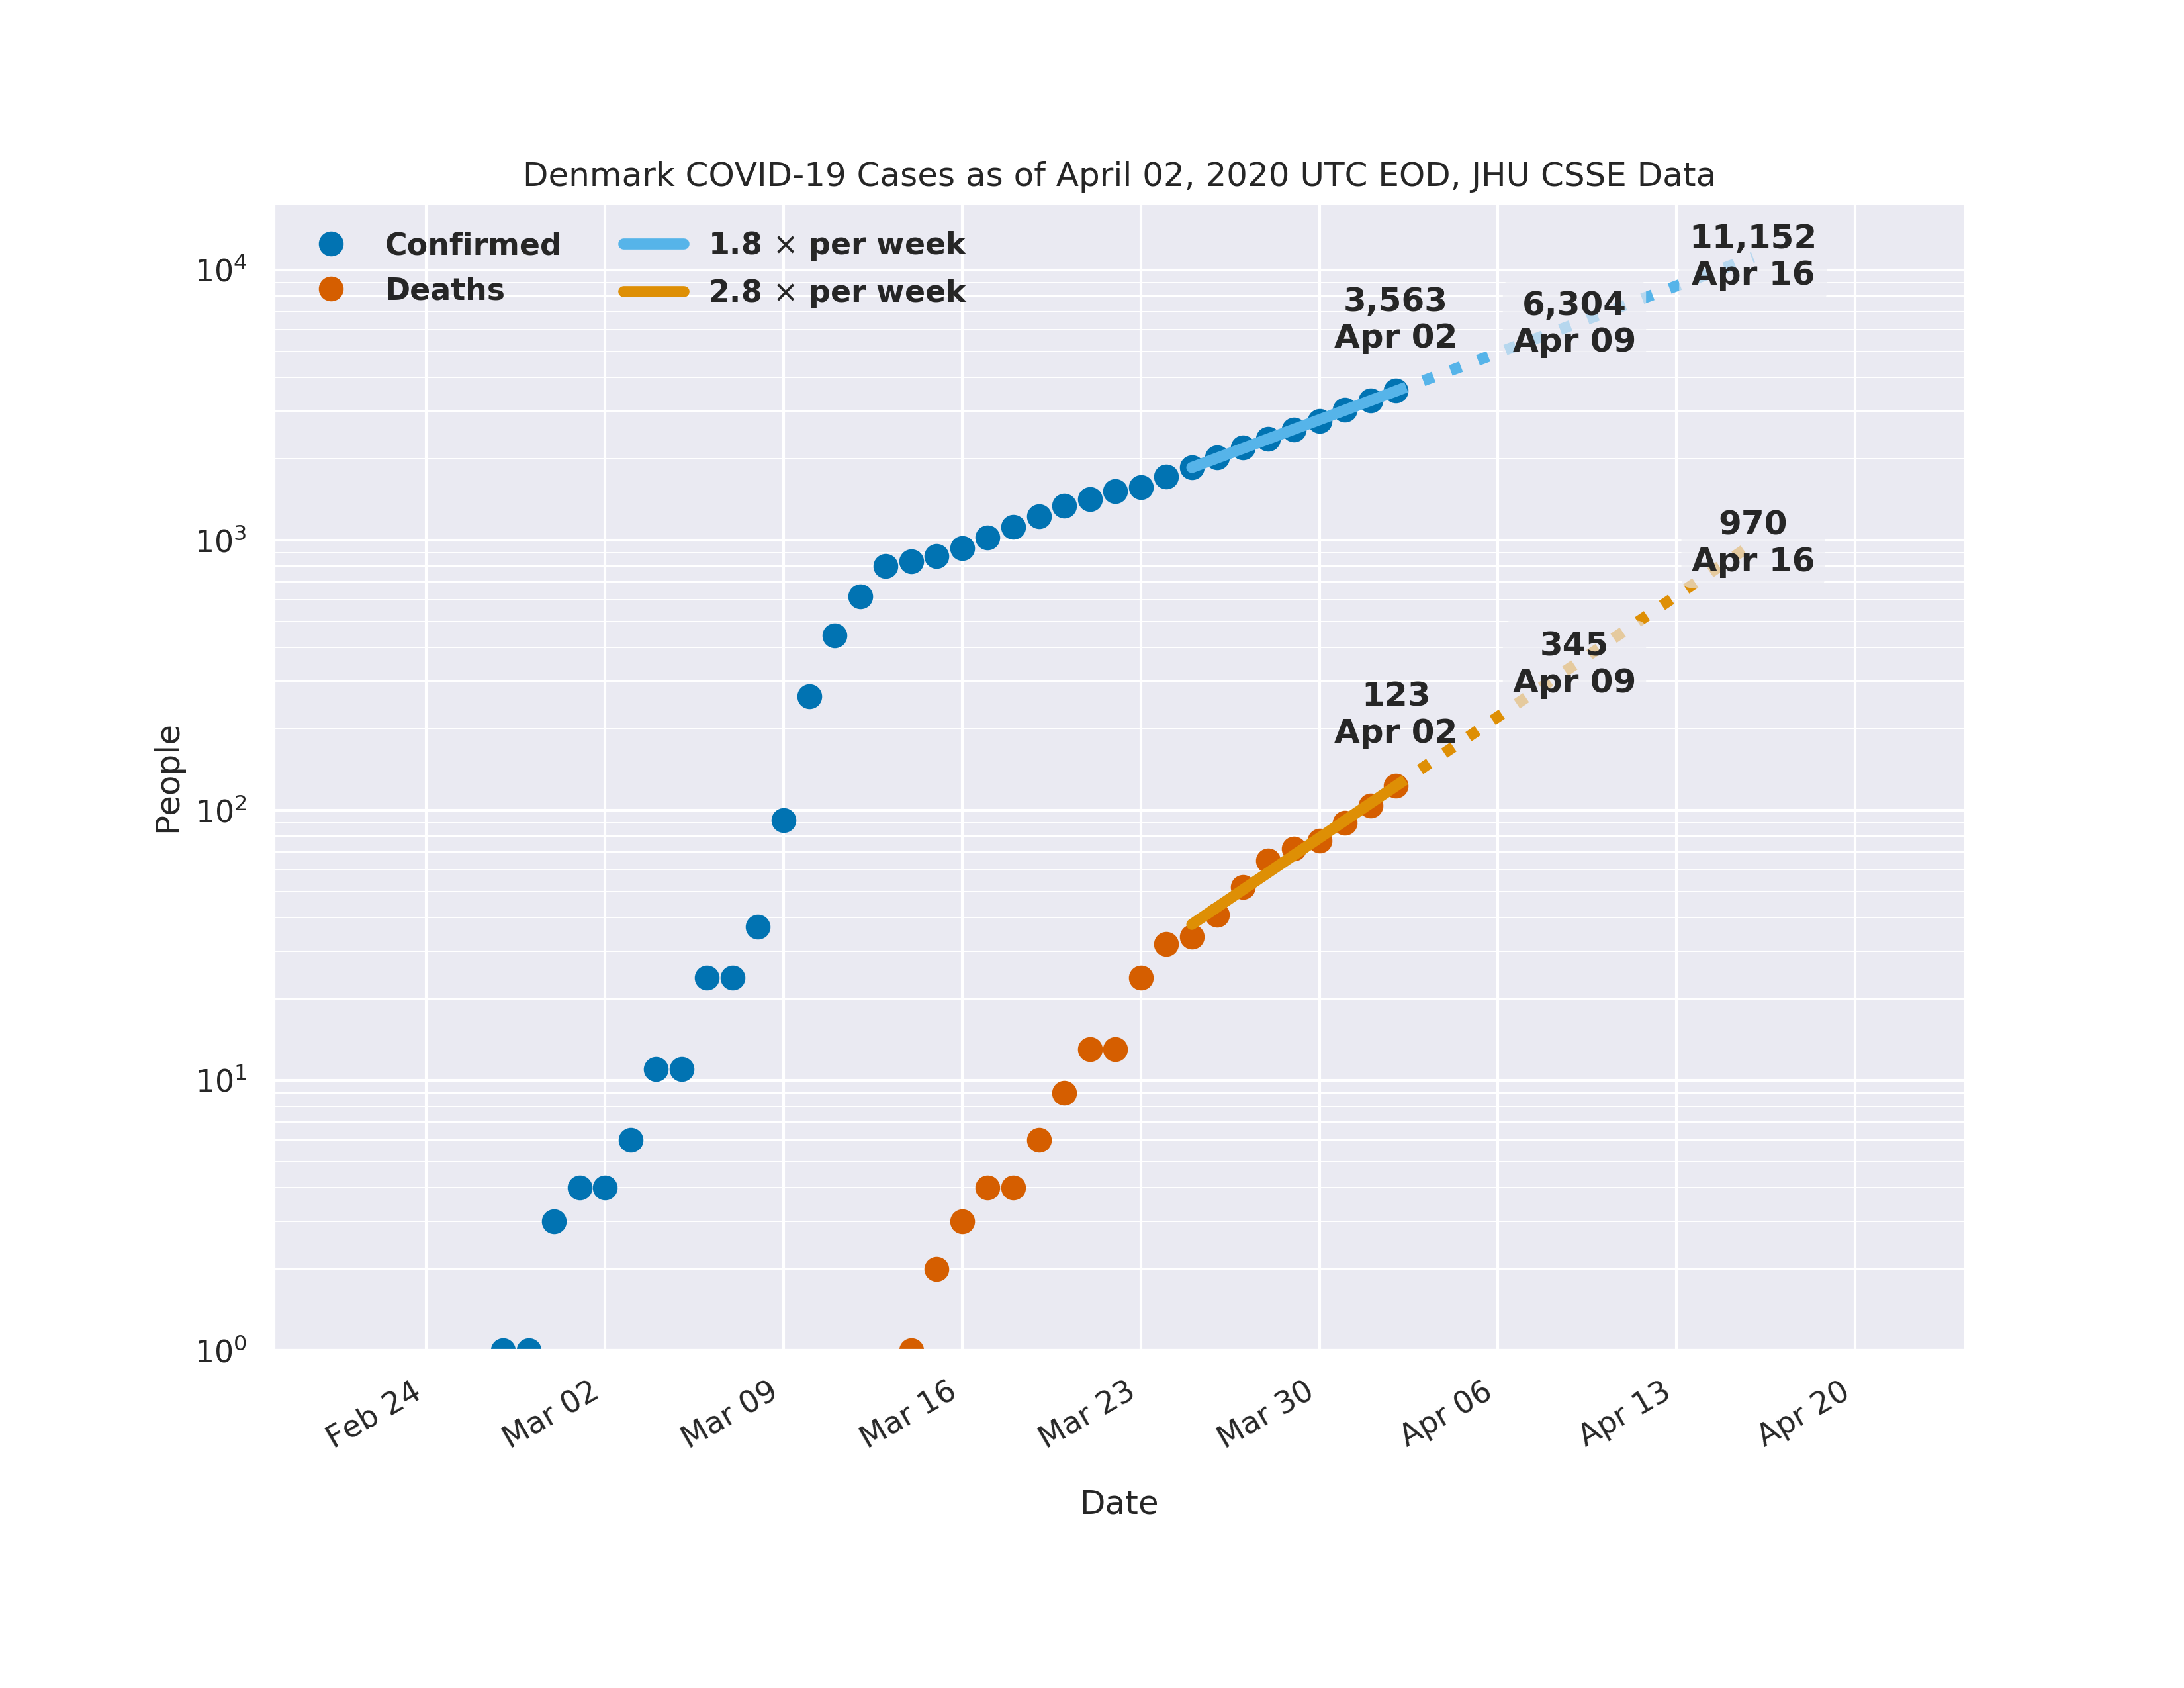 Denmark COVID-19 Cases as of April 02, 2020 UTC EOD, JHU CSSE Data
Confirmed
Deaths
1.8 × per week
2.8 × per week
11,152
Apr 16
3,563
Apr 02
6,304
Apr 09
970
Apr 16
345
Apr 09
123
Apr 02
People
10⁴
10³
10²
10¹
10⁰
Feb 24
Mar 02
Mar 09
Mar 16
Mar 23
Mar 30
Apr 06
Apr 13
Apr 20
Date